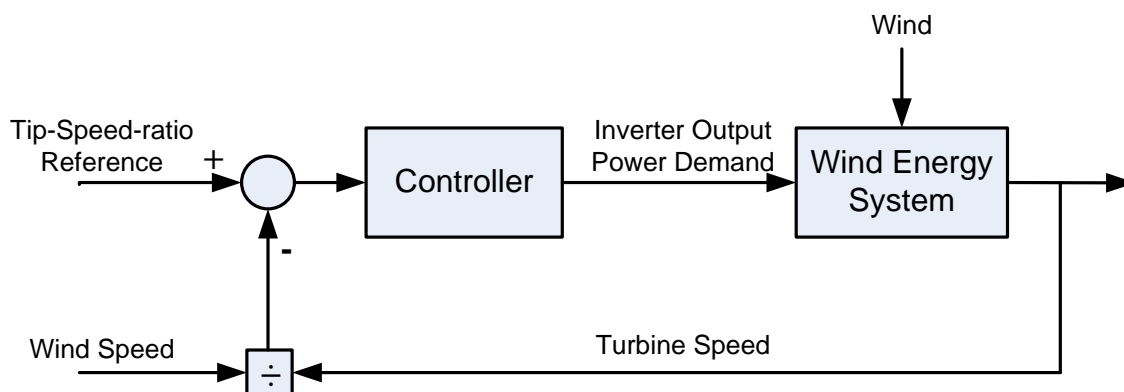 Wind
Tip-Speed-ratio
Reference
+
Controller
Inverter Output
Power Demand
Wind Energy
System
-
Wind Speed
÷
Turbine Speed